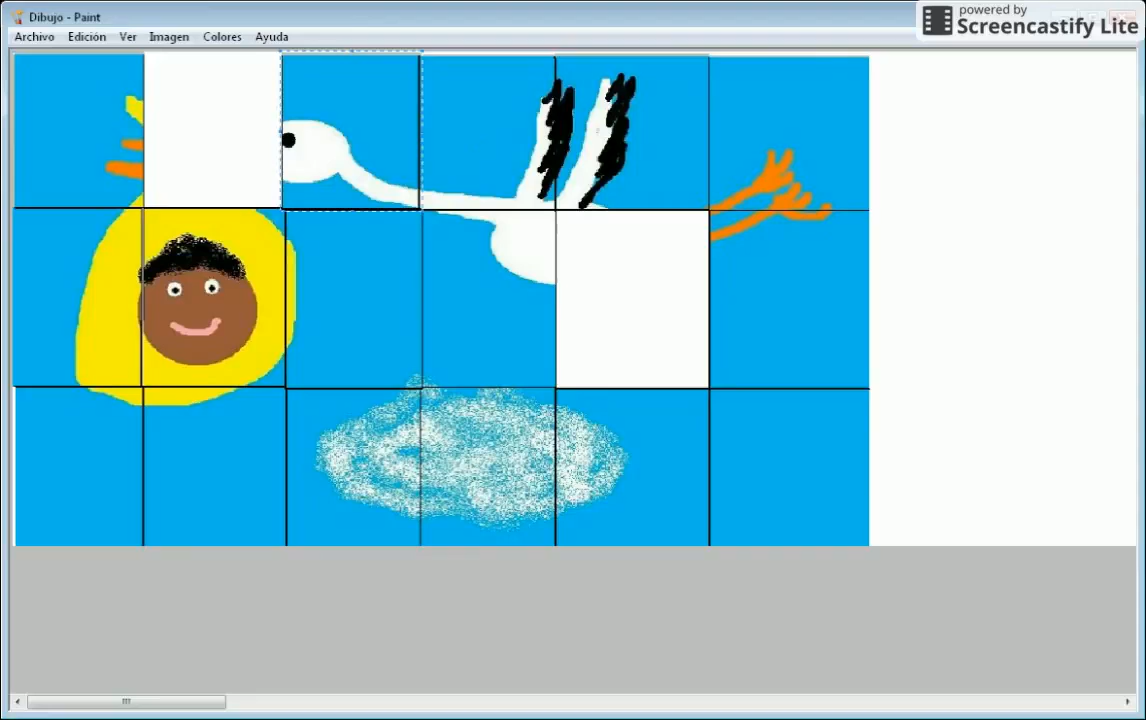 Dibujo - Paint
powered by
Screencastify Lite
Archivo Edición Ver Imagen Colores Ayuda